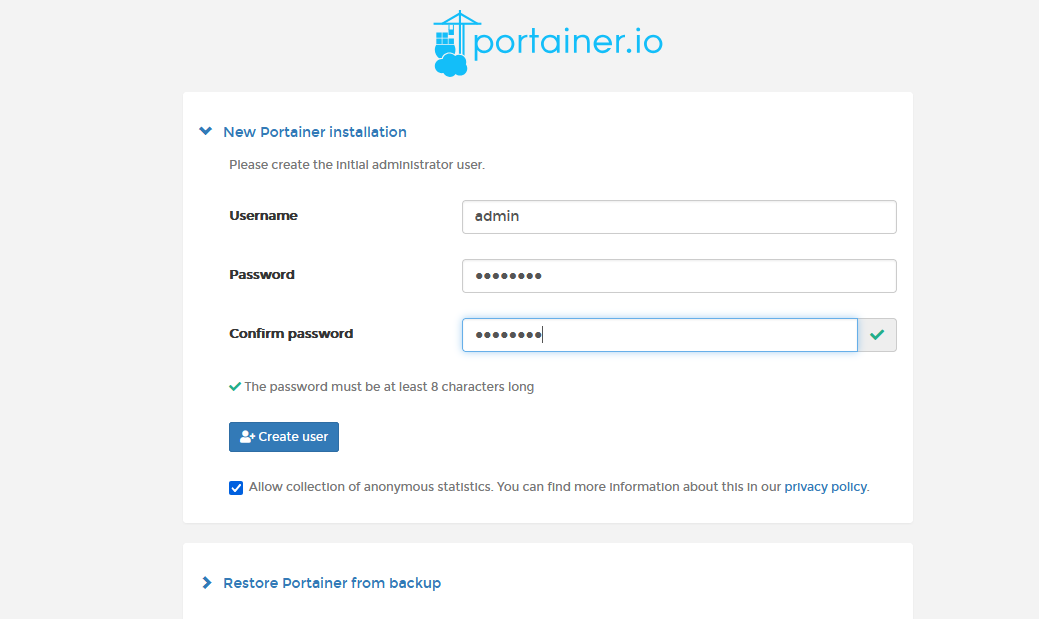 portainer.io
New Portainer installation
Please create the initial administrator user.
Username
admin
Password
••••••••
Confirm password
••••••••
The password must be at least 8 characters long
Create user
Allow collection of anonymous statistics. You can find more information about this in our privacy policy.
Restore Portainer from backup